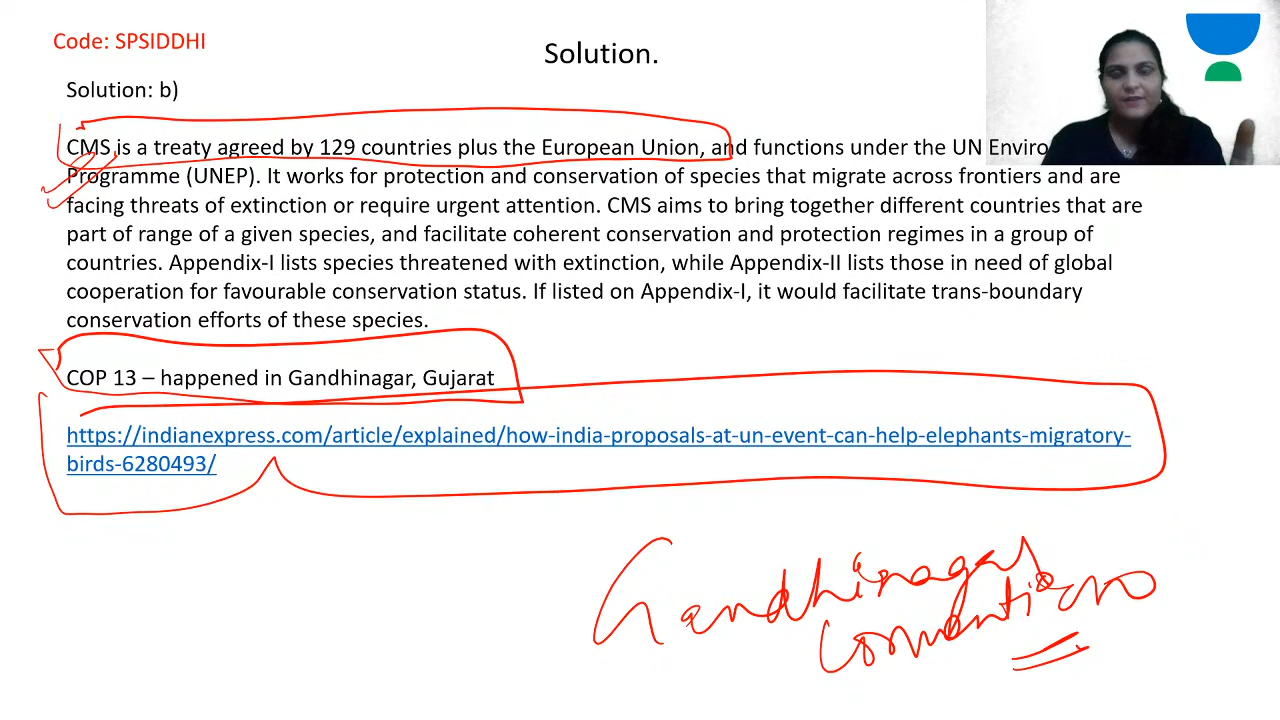 Code: SPSIDDHI
Solution.
Solution: b)
CMS is a treaty agreed by 129 countries plus the European Union, and functions under the UN Enviro
Programme (UNEP). It works for protection and conservation of species that migrate across frontiers and are
facing threats of extinction or require urgent attention. CMS aims to bring together different countries that are
part of range of a given species, and facilitate coherent conservation and protection regimes in a group of
countries. Appendix-I lists species threatened with extinction, while Appendix-II lists those in need of global
cooperation for favourable conservation status. If listed on Appendix-I, it would facilitate trans-boundary
conservation efforts of these species.
COP 13 – happened in Gandhinagar, Gujarat
https://indianexpress.com/article/explained/how-india-proposals-at-un-event-can-help-elephants-migratory-
birds-6280493/
Gandhinagar
Convention